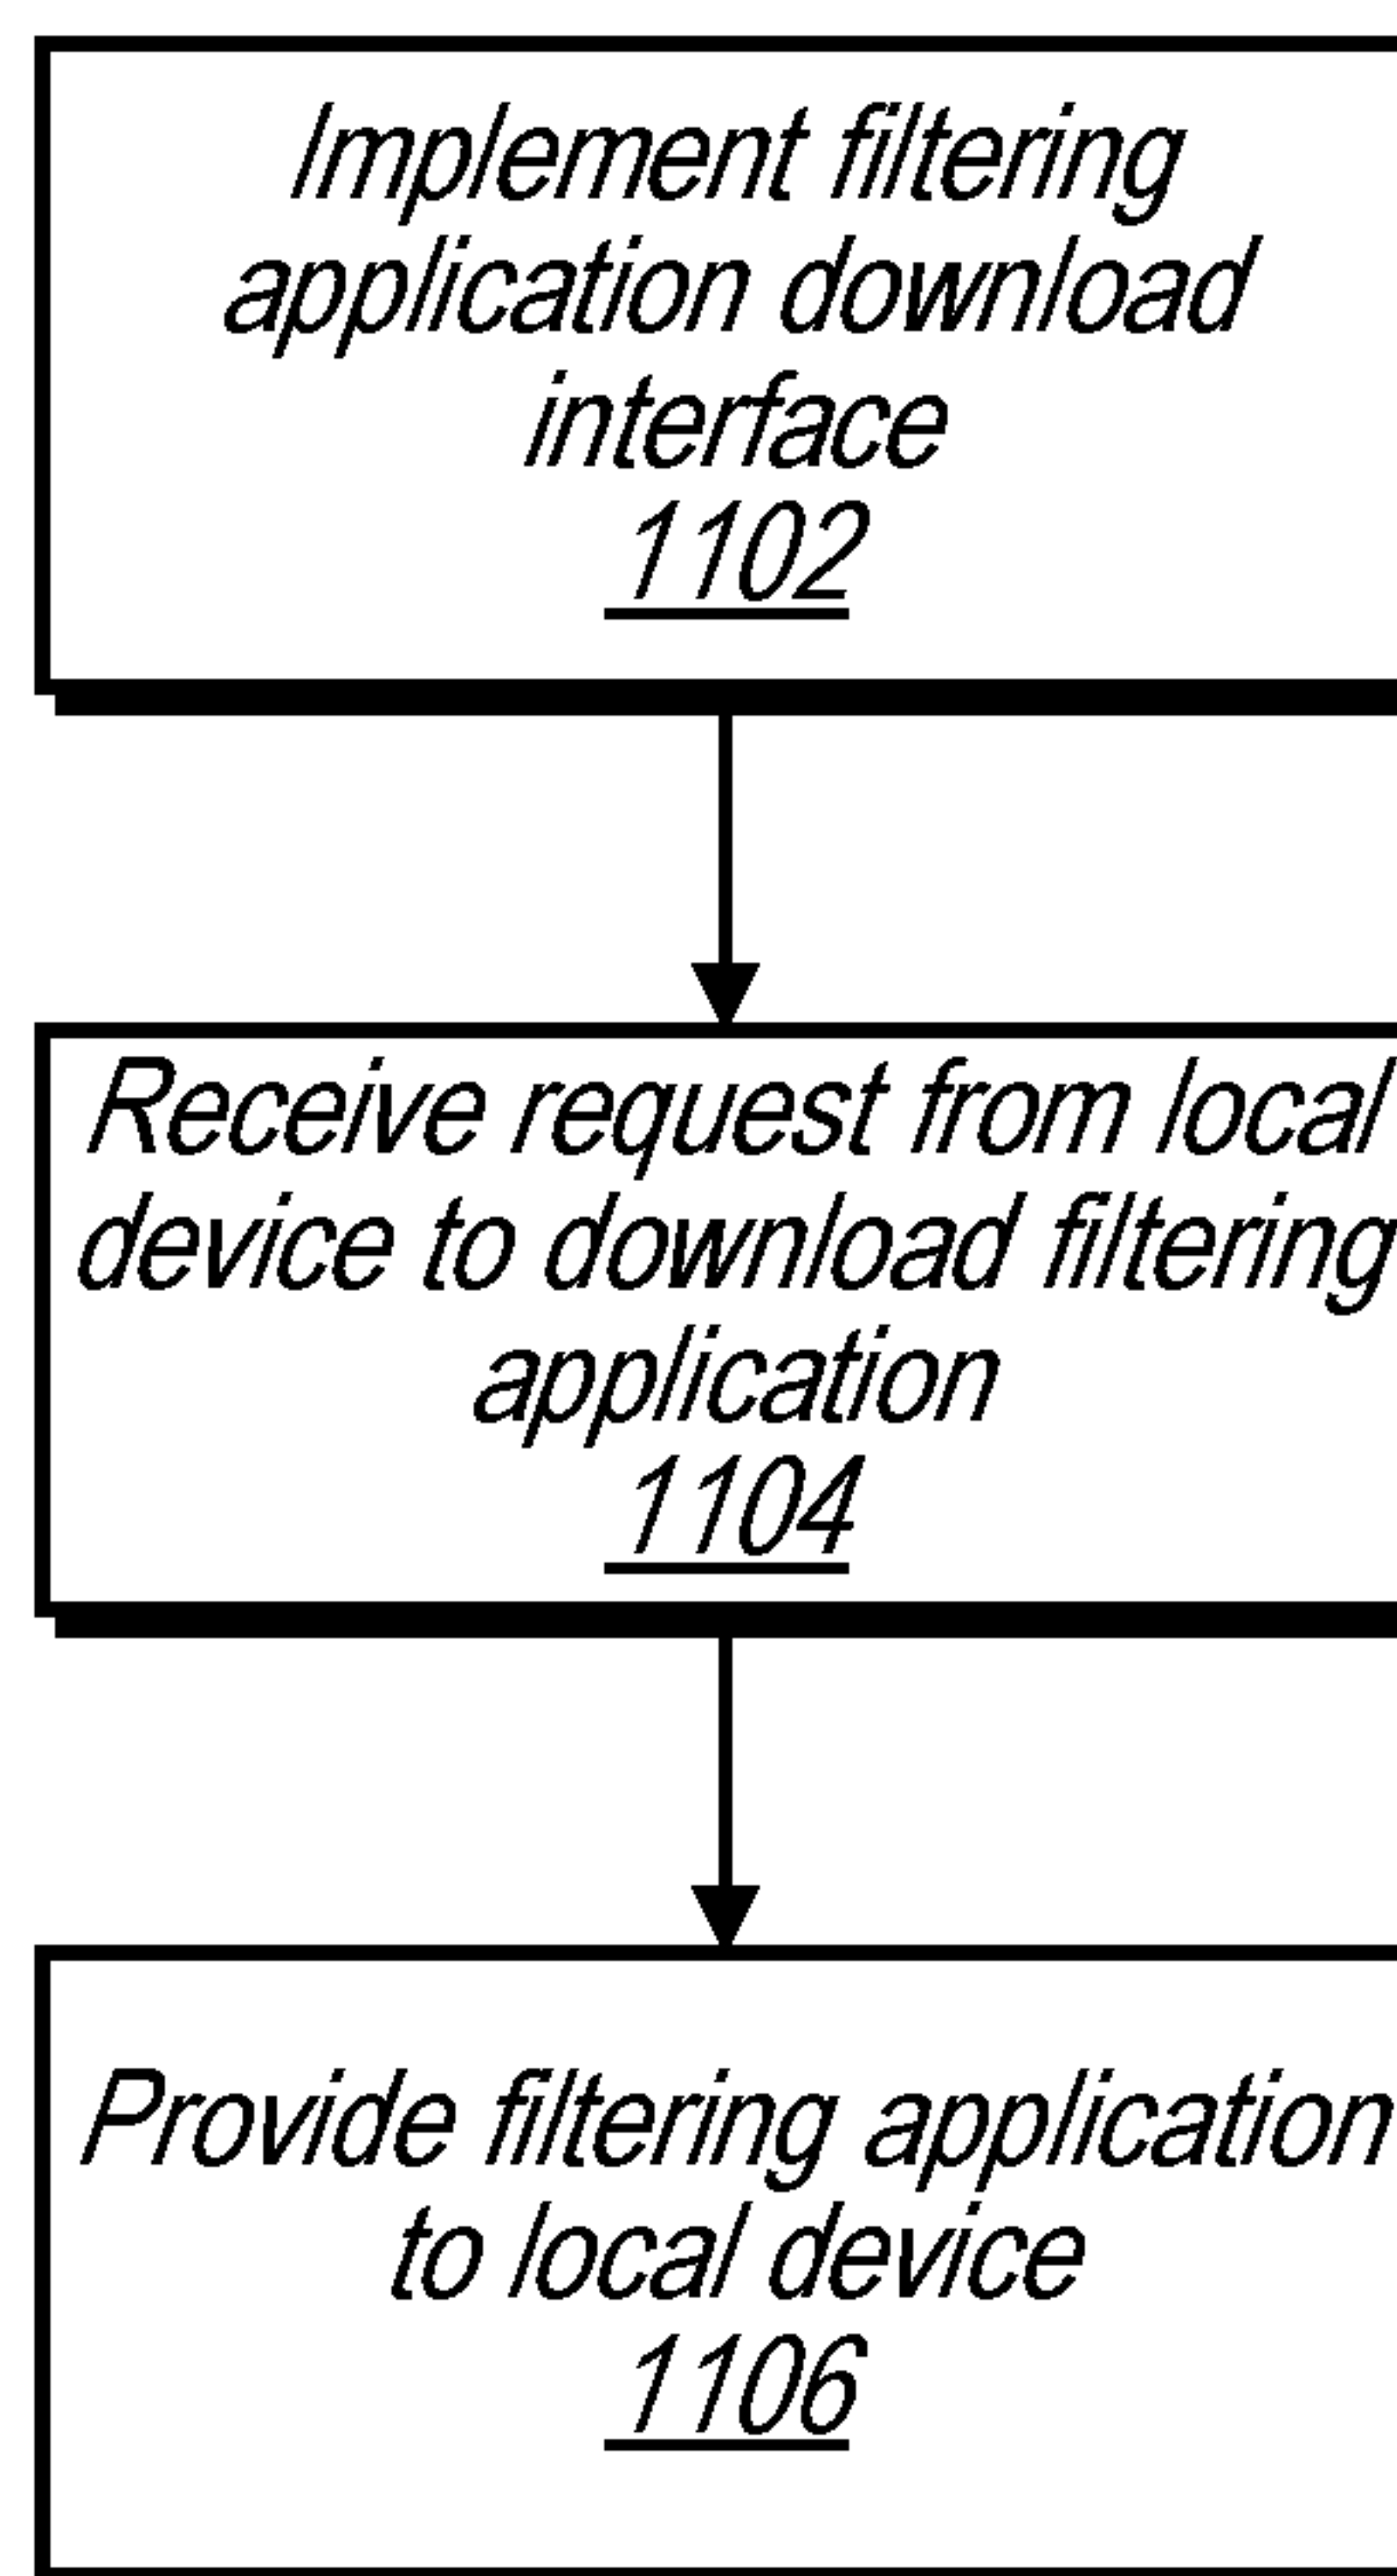 Implement filtering
application download
interface
1102
Receive request from local
device to download filtering
application
1104
Provide filtering application
to local device
1106